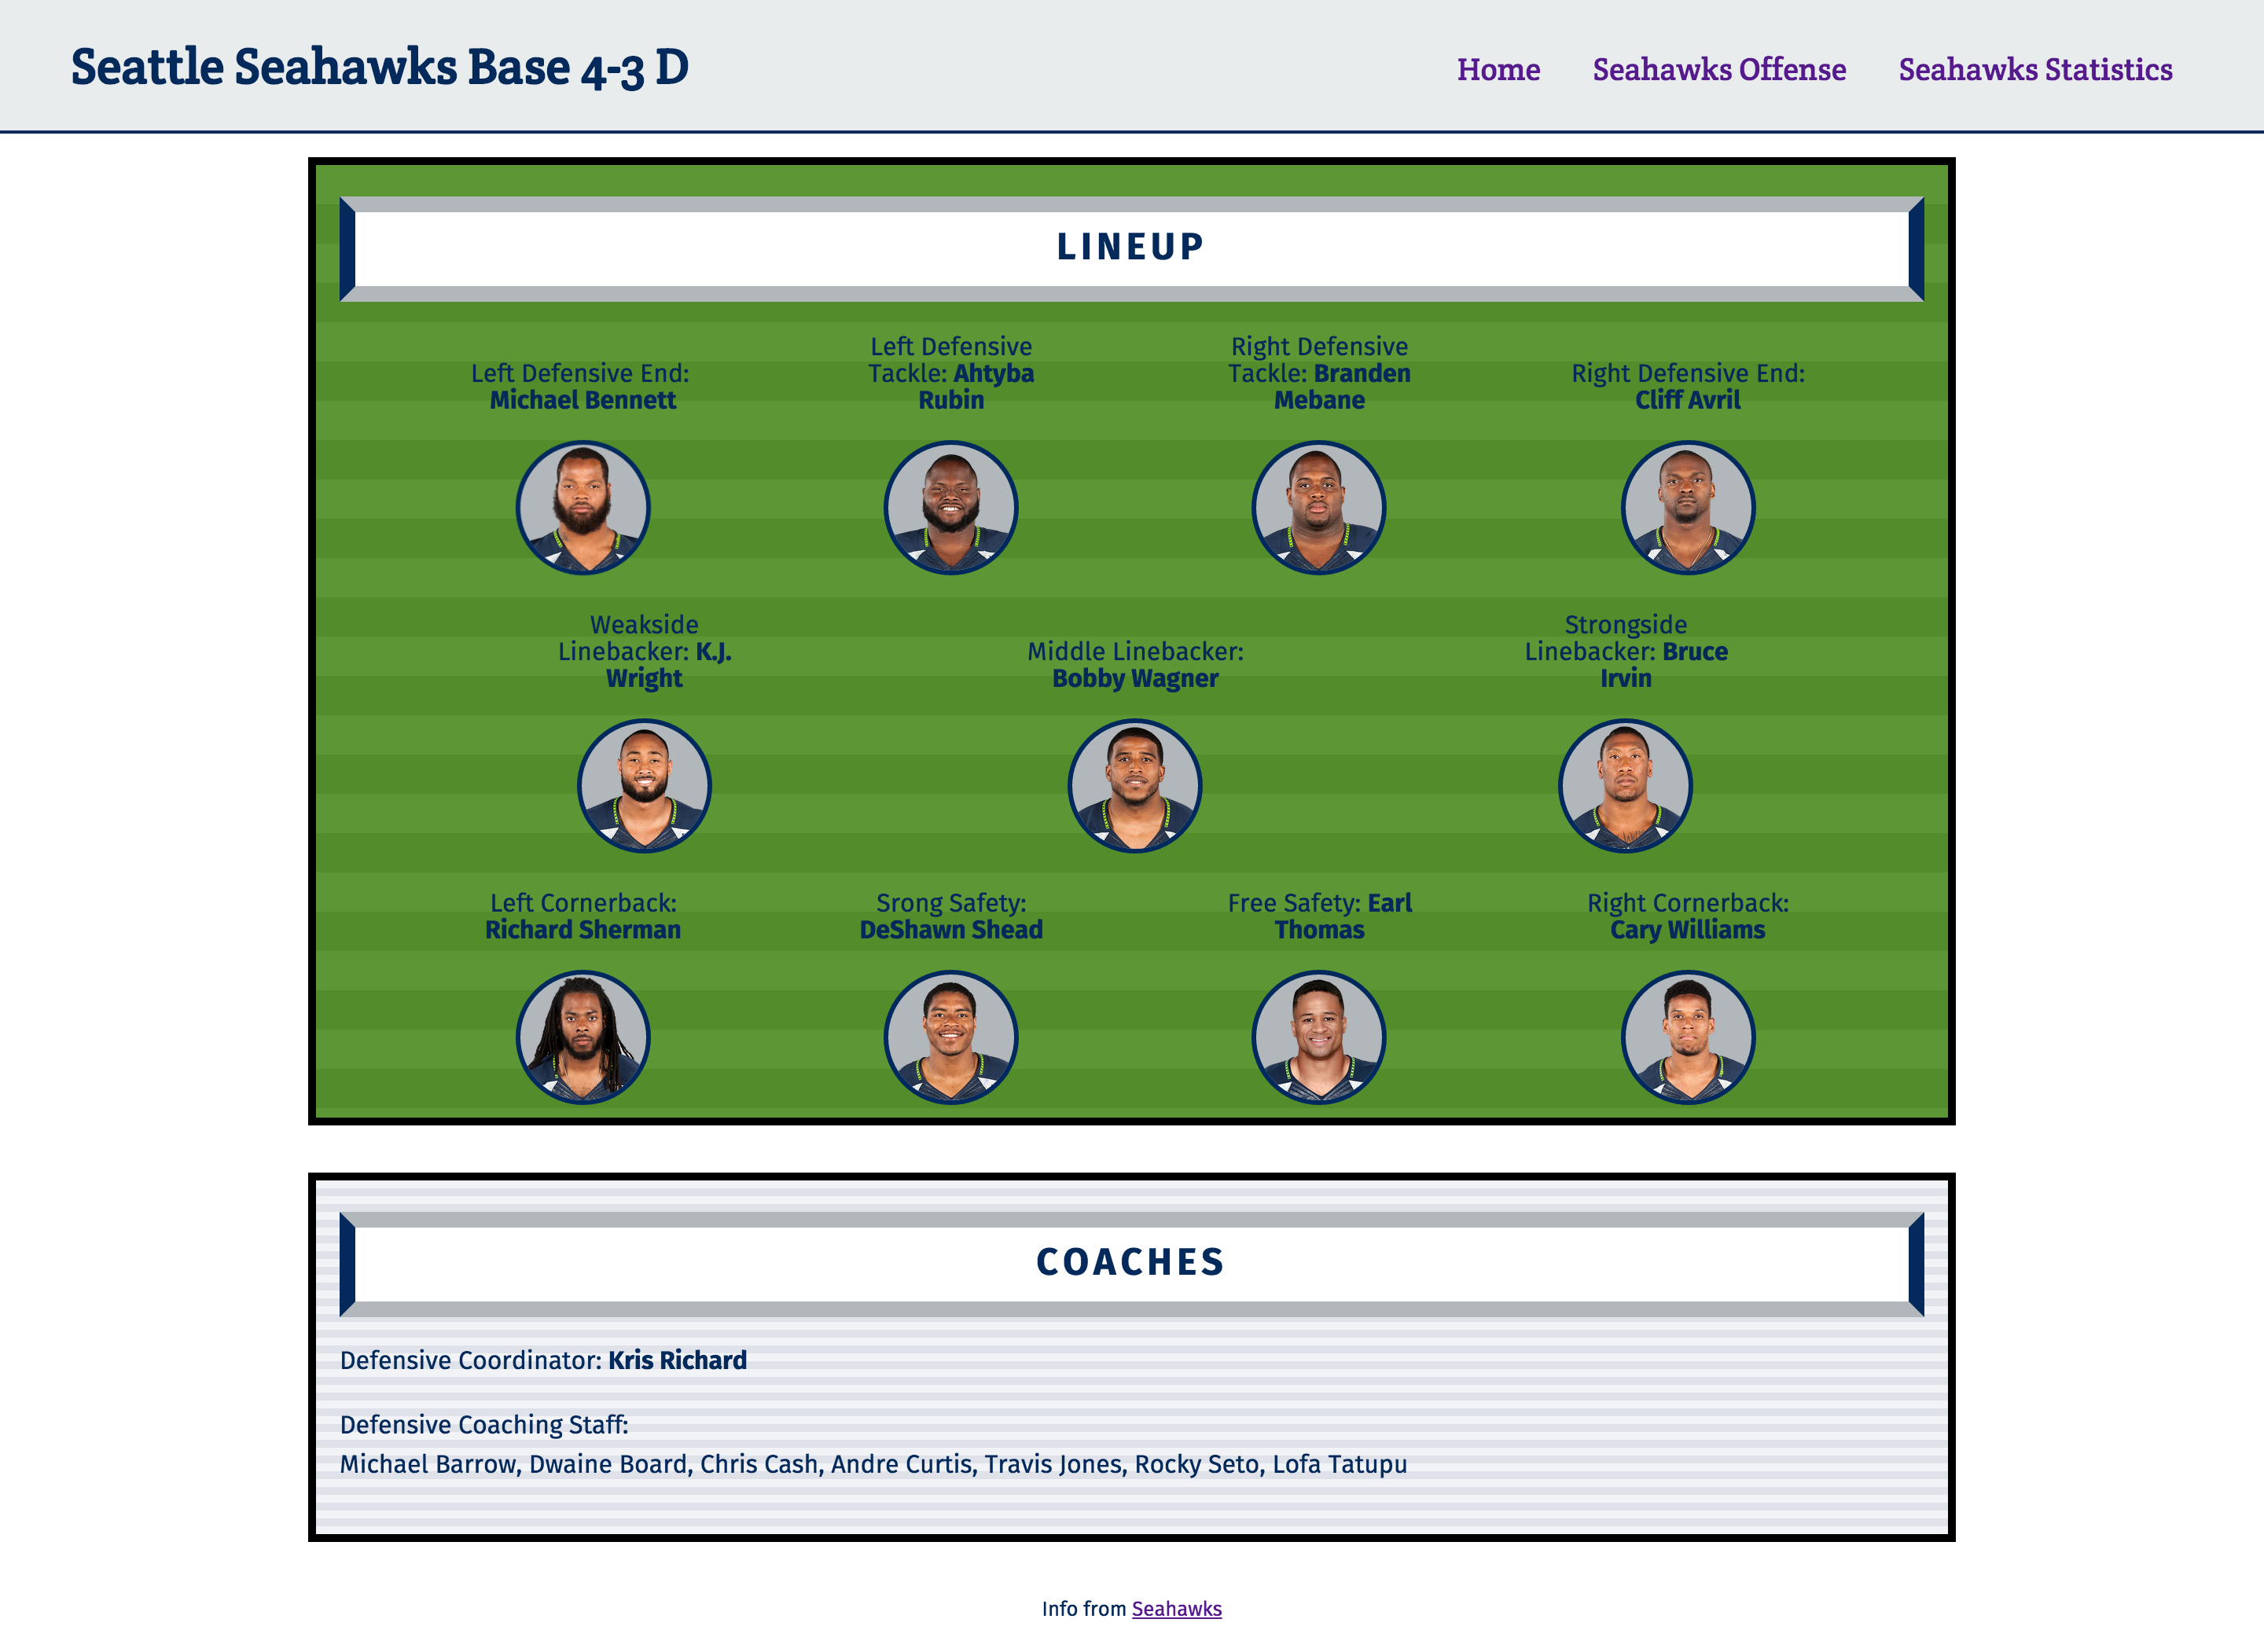 Seattle Seahawks Base 4-3 D
Home
Seahawks Offense
Seahawks Statistics
LINEUP
Left Defensive End:
Michael Bennett
Left Defensive
Tackle: Ahtyba
Rubin
Right Defensive
Tackle: Branden
Mebane
Right Defensive End:
Cliff Avril
Weakside
Linebacker: K.J.
Wright
Middle Linebacker:
Bobby Wagner
Strongside
Linebacker: Bruce
Irvin
Left Cornerback:
Richard Sherman
Srong Safety:
DeShawn Shead
Free Safety: Earl
Thomas
Right Cornerback:
Cary Williams
COACHES
Defensive Coordinator: Kris Richard
Defensive Coaching Staff:
Michael Barrow, Dwaine Board, Chris Cash, Andre Curtis, Travis Jones, Rocky Seto, Lofa Tatupu
Info from Seahawks